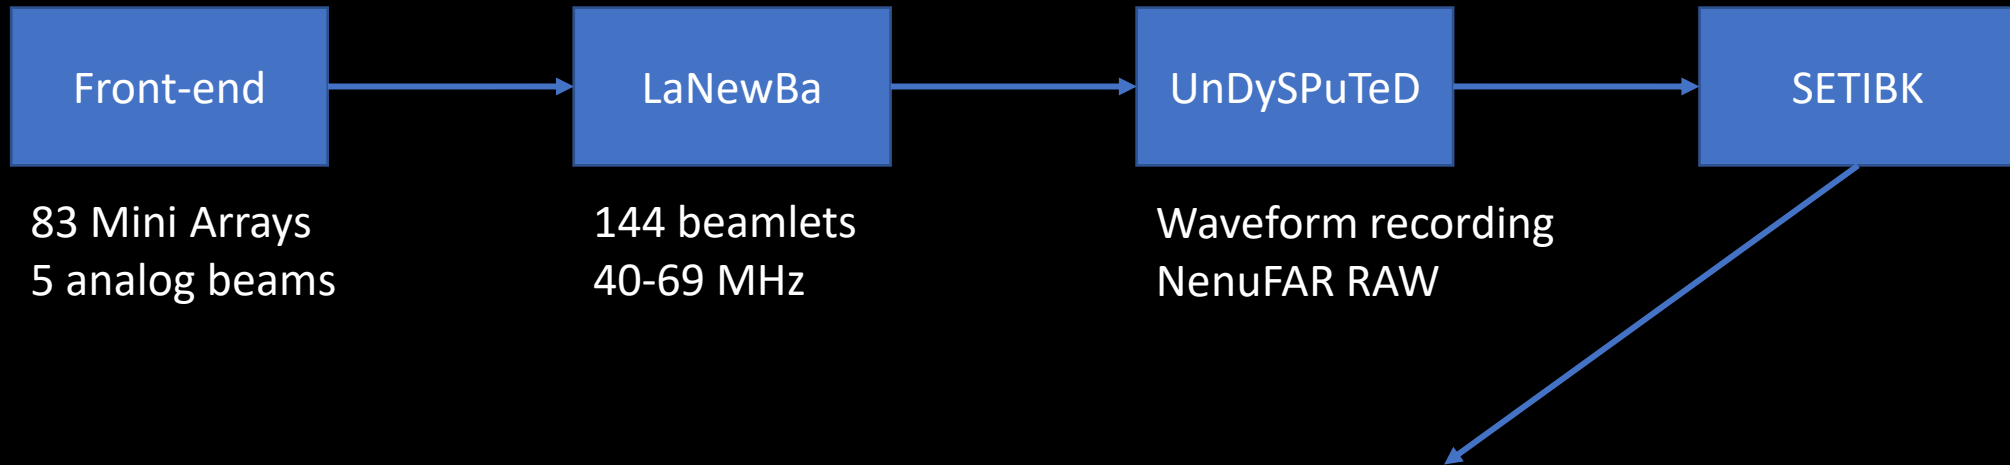 Front-end
LaNewBa
UnDySPuTeD
SETIBK
83 Mini Arrays
5 analog beams
144 beamlets
40-69 MHz
Waveform recording
NenuFAR RAW